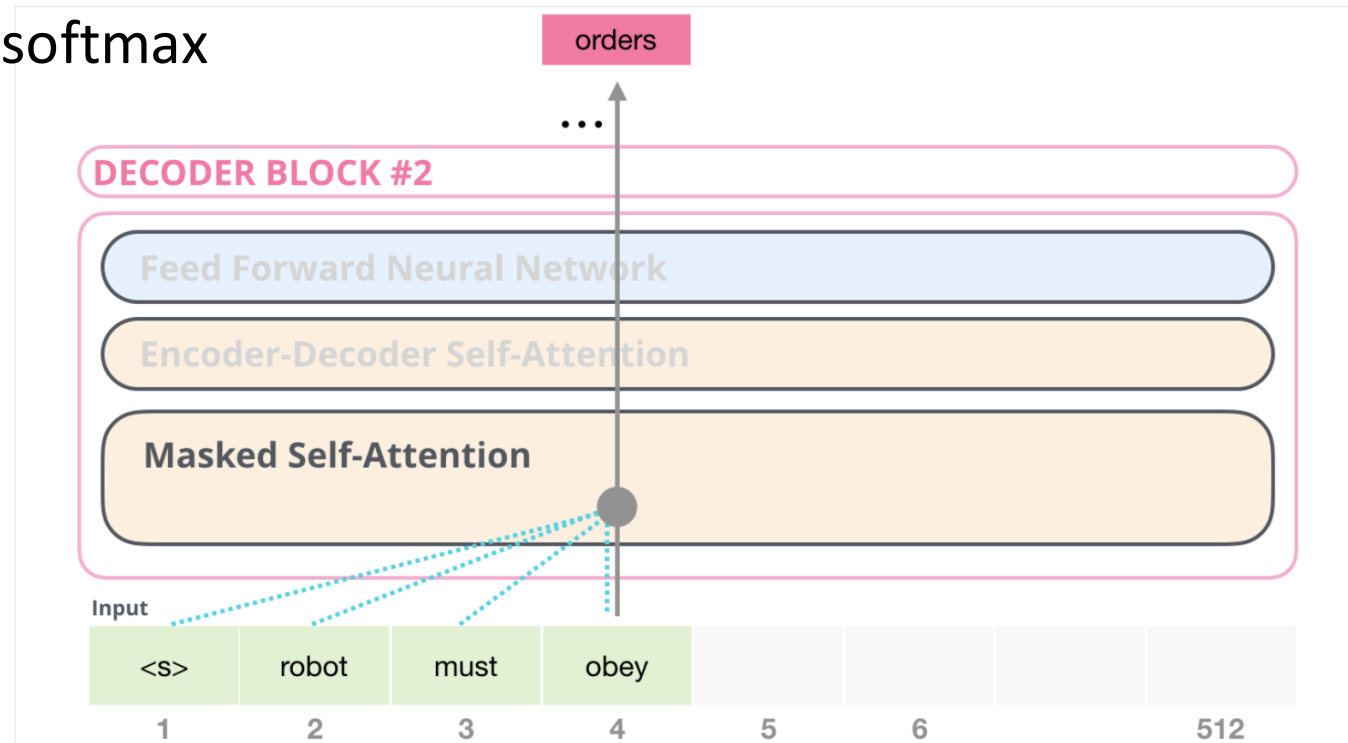 softmax
orders
...
DECODER BLOCK #2
Feed Forward Neural Network
Encoder-Decoder Self-Attention
Masked Self-Attention
Input
<s> robot must obey
1 2 3 4 5 6 512